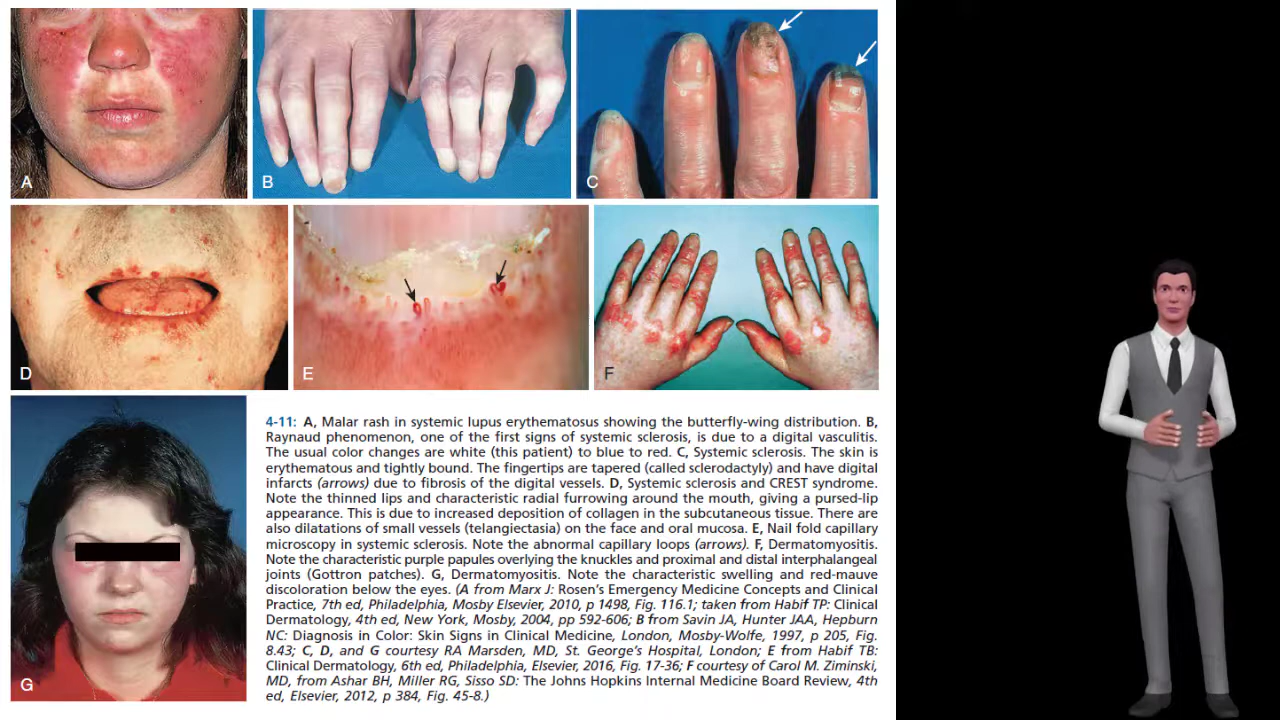 A
B
C
D
E
F
G
4-11: A, Malar rash in systemic lupus erythematosus showing the butterfly-wing distribution. B,
Raynaud phenomenon, one of the first signs of systemic sclerosis, is due to a digital vasculitis.
The usual color changes are white (this patient) to blue to red. C, Systemic sclerosis. The skin is
erythematous and tightly bound. The fingertips are tapered (called sclerodactyly) and have digital
infarcts (arrows) due to fibrosis of the digital vessels. D, Systemic sclerosis and CREST syndrome.
Note the thinned lips and characteristic radial furrowing around the mouth, giving a pursed-lip
appearance. This is due to increased deposition of collagen in the subcutaneous tissue. There are
also dilatations of small vessels (telangiectasia) on the face and oral mucosa. E, Nail fold capillary
microscopy in systemic sclerosis. Note the abnormal capillary loops (arrows). F, Dermatomyositis.
Note the characteristic purple papules overlying the knuckles and proximal and distal interphalangeal
joints (Gottron patches). G, Dermatomyositis. Note the characteristic swelling and red-mauve
discoloration below the eyes. (A from Marx J: Rosen's Emergency Medicine Concepts and Clinical
Practice, 7th ed, Philadelphia, Mosby Elsevier, 2010, p 1498, Fig. 116.1; taken from Habif TP: Clinical
Dermatology, 4th ed, New York, Mosby, 2004, pp 592-606; B from Savin JA, Hunter JAA, Hepburn
NC: Diagnosis in Color: Skin Signs in Clinical Medicine, London, Mosby-Wolfe, 1997, p 205, Fig.
8.43; C, D, and G courtesy RA Marsden, MD, St. George's Hospital, London; E from Habif TB:
Clinical Dermatology, 6th ed, Philadelphia, Elsevier, 2016, Fig. 17-36; F courtesy of Carol M. Ziminski,
MD, from Ashar BH, Miller RG, Sisso SD: The Johns Hopkins Internal Medicine Board Review, 4th
ed, Elsevier, 2012, p 384, Fig. 45-8.)